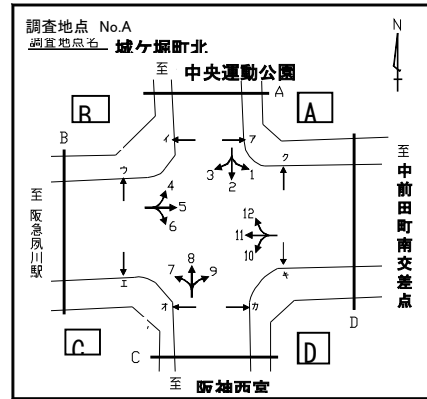 調査地点 No.A
調査地点名 城ケ堀町北
至 中央運動公園
N
A
B
A
B
イ
ア
ウ
ク
3
2
1
4
5
6
12
11
10
7
8
9
至 阪急夙川駅
至 中前田町南交差点
エ
キ
オ
カ
C
D
D
C
至 阪神西宮